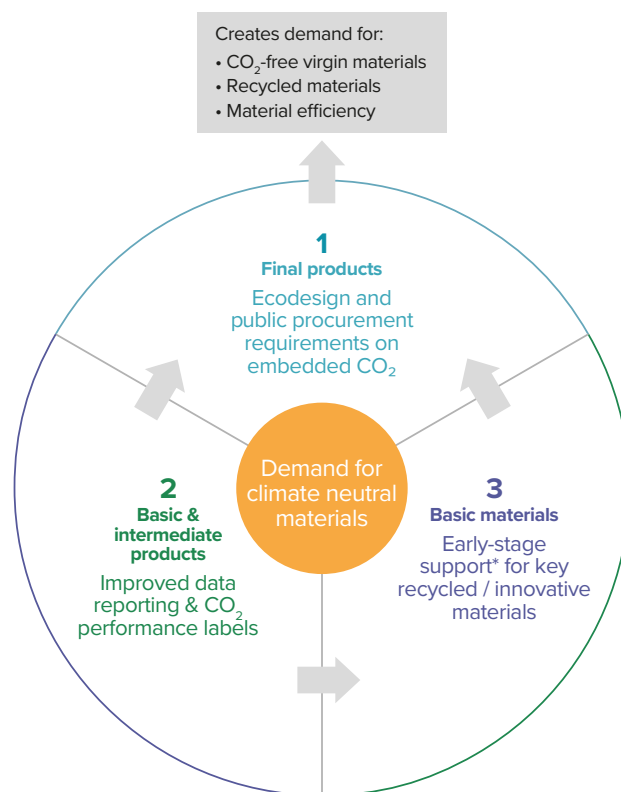 Creates demand for:
• CO₂-free virgin materials
• Recycled materials
• Material efficiency
1
Final products
Ecodesign and
public procurement
requirements on
embedded CO₂
Demand for
climate neutral
materials
2
Basic &
intermediate
products
Improved data
reporting & CO₂
performance labels
3
Basic materials
Early-stage
support* for key
recycled / innovative
materials